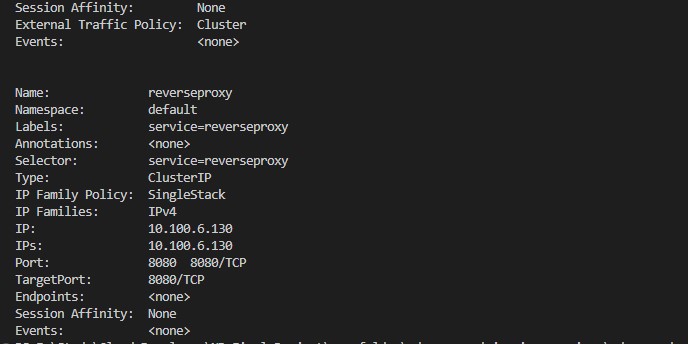 Session Affinity:         None
External Traffic Policy:  Cluster
Events:                   <none>
Name:              reverseproxy
Namespace:         default
Labels:            service=reverseproxy
Annotations:       <none>
Selector:          service=reverseproxy
Type:              ClusterIP
IP Family Policy:  SingleStack
IP Families:       IPv4
IP:                10.100.6.130
IPs:               10.100.6.130
Port:              8080  8080/TCP
TargetPort:        8080/TCP
Endpoints:         <none>
Session Affinity:  None
Events:            <none>